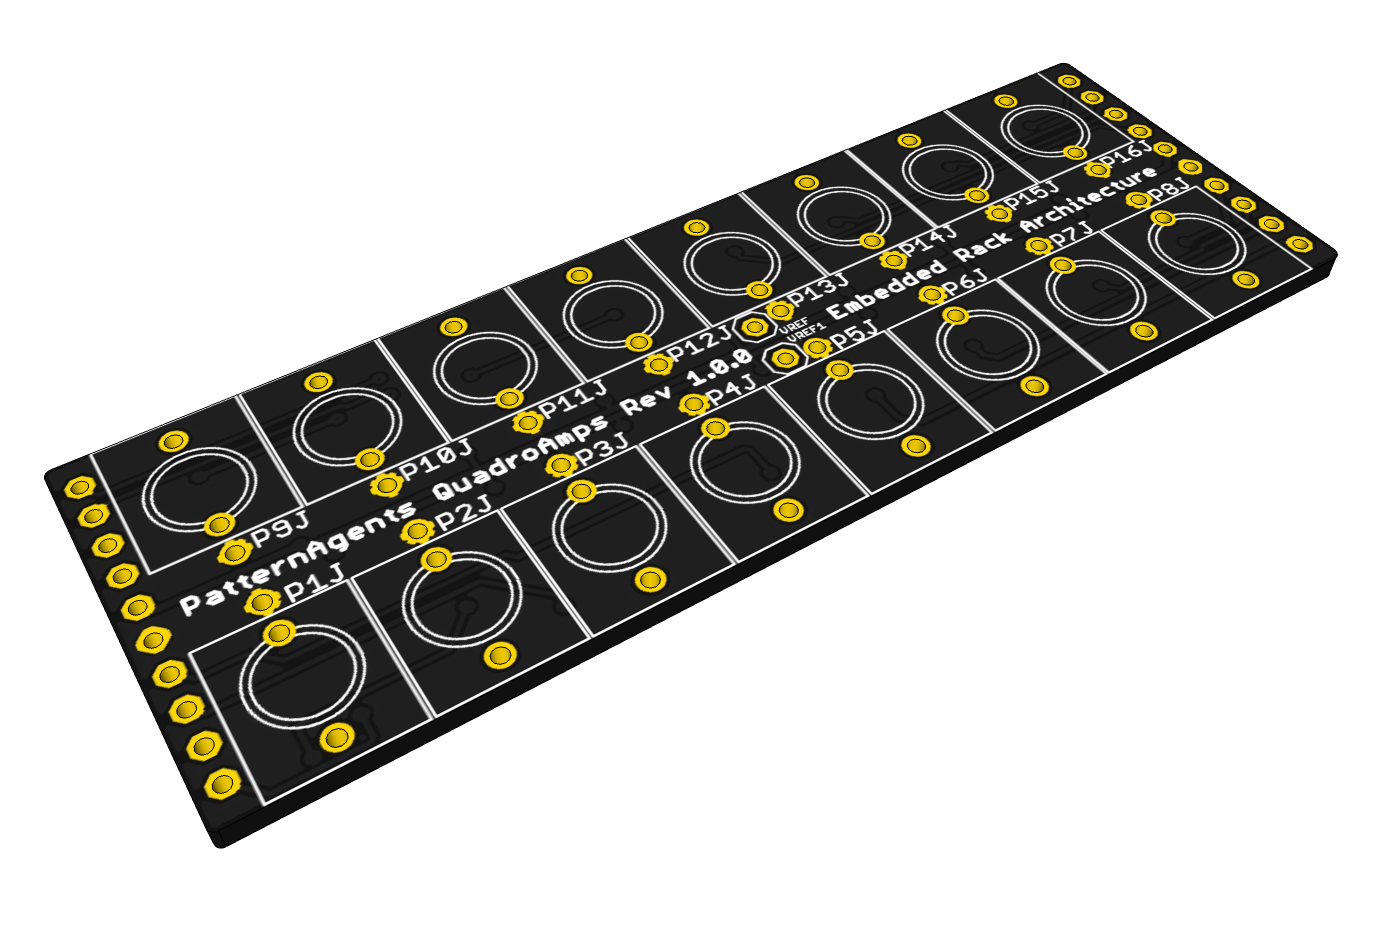 P9J P10J P11J P12J P13J P14J P15J P16J
VREF
VREF1
PatternAgents QuadroAmps Rev 1.0.0 Embedded Rack Architecture
P1J P2J P3J P4J P5J P6J P7J P8J